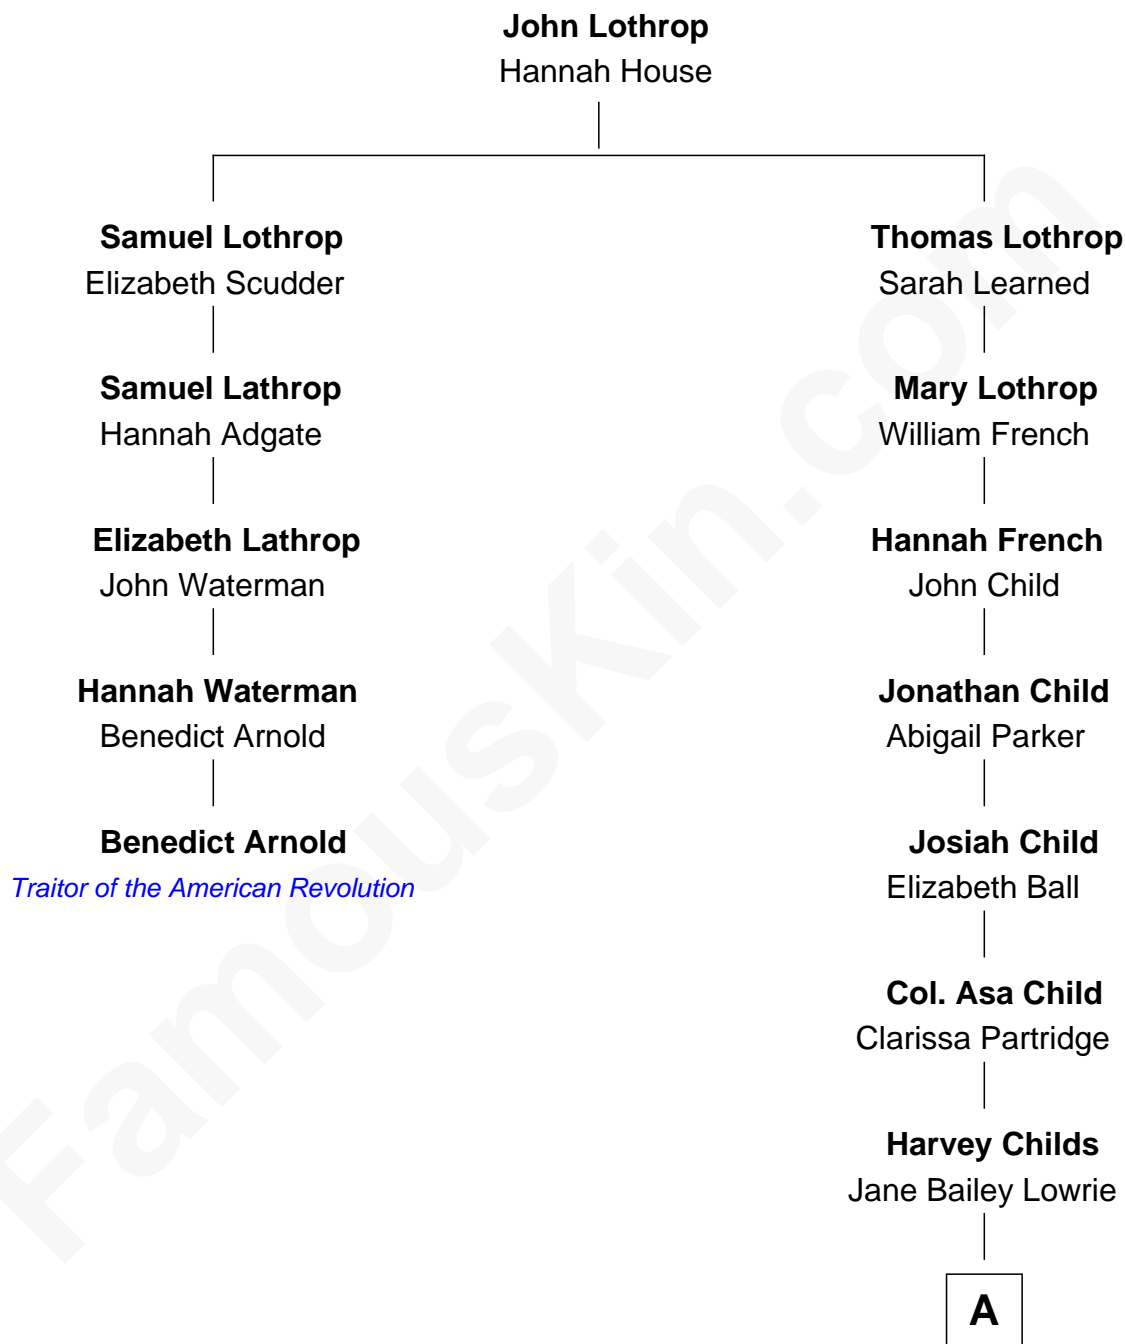 John Lothrop
Hannah House
Samuel Lothrop
Elizabeth Scudder
Samuel Lathrop
Hannah Adgate
Elizabeth Lathrop
John Waterman
Hannah Waterman
Benedict Arnold
Benedict Arnold
Traitor of the American Revolution
Thomas Lothrop
Sarah Learned
Mary Lothrop
William French
Hannah French
John Child
Jonathan Child
Abigail Parker
Josiah Child
Elizabeth Ball
Col. Asa Child
Clarissa Partridge
Harvey Childs
Jane Bailey Lowrie
A
FamousKin.com